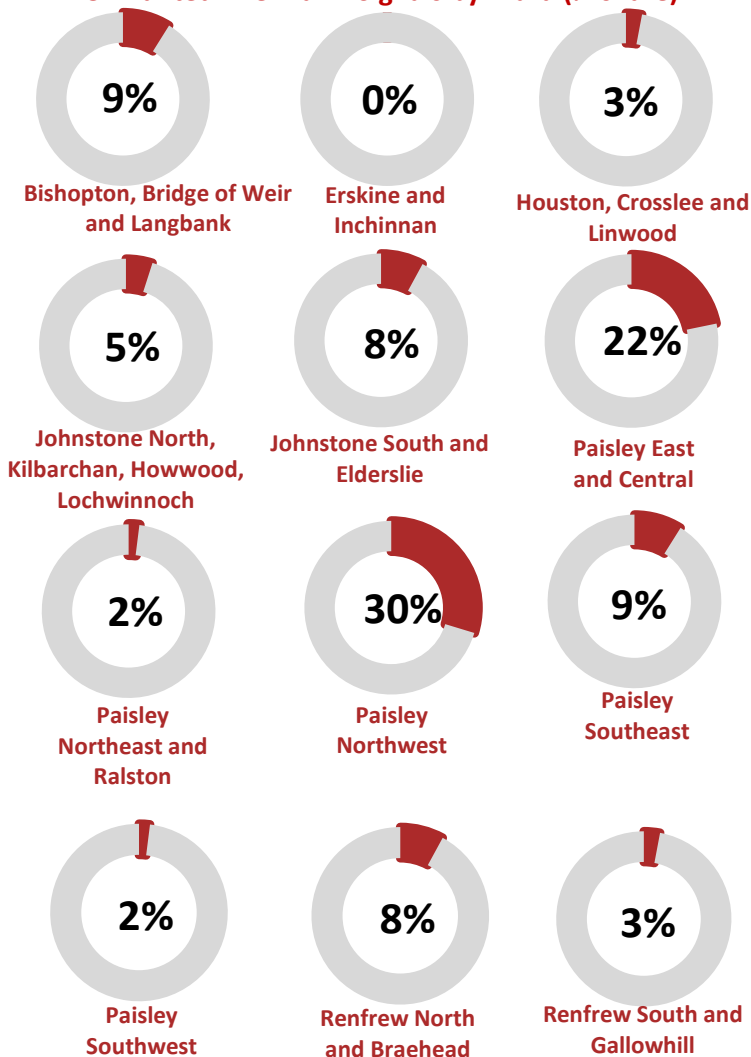 9%
0%
3%
Bishopton, Bridge of Weir
and Langbank
Erskine and
Inchinnan
Houston, Crosslee and
Linwood
5%
8%
22%
Johnstone North,
Kilbarchan, Howwood,
Lochwinnoch
Johnstone South and
Elderslie
Paisley East
and Central
2%
30%
9%
Paisley
Northeast and
Ralston
Paisley
Northwest
Paisley
Southeast
2%
8%
3%
Paisley
Southwest
Renfrew North
and Braehead
Renfrew South and
Gallowhill